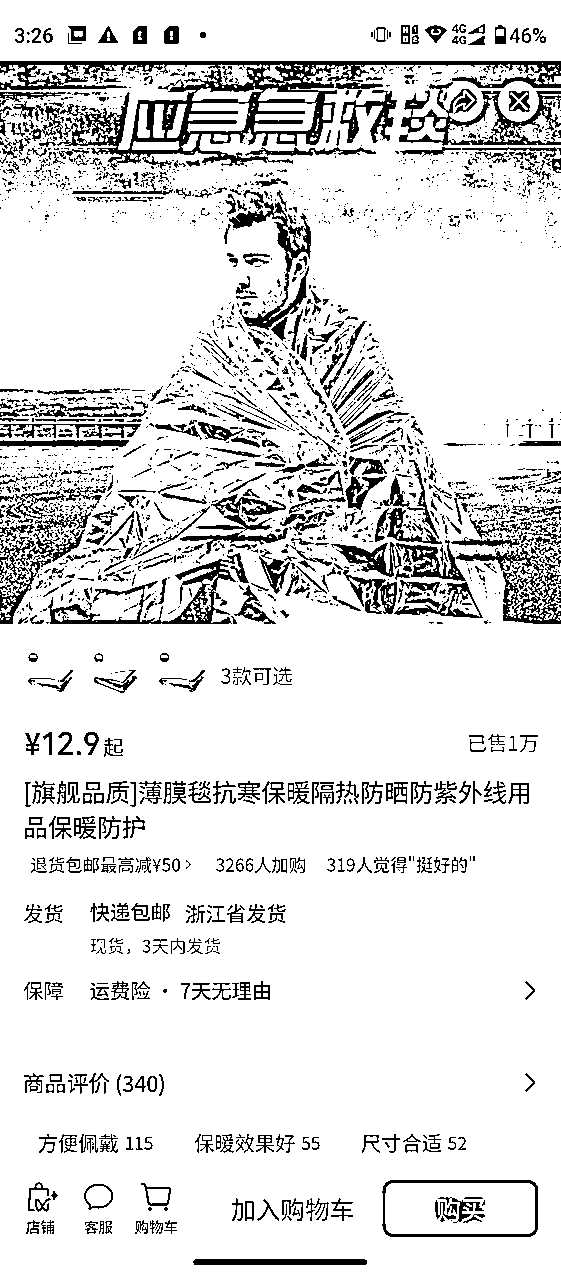 3:26
4G
4G
46%
应急急救毯
3款可选
¥12.9起
已售1万
[旗舰品质]薄膜毯抗寒保暖隔热防晒防紫外线用
品保暖防护
退货包邮最高减¥50 3266人加购 319人觉得"挺好的"
发货 快递包邮 浙江省发货
现货，3天内发货
保障 运费险 · 7天无理由
商品评价 (340)
方便佩戴 115 保暖效果好 55 尺寸合适 52
店铺 客服 购物车 加入购物车 购买